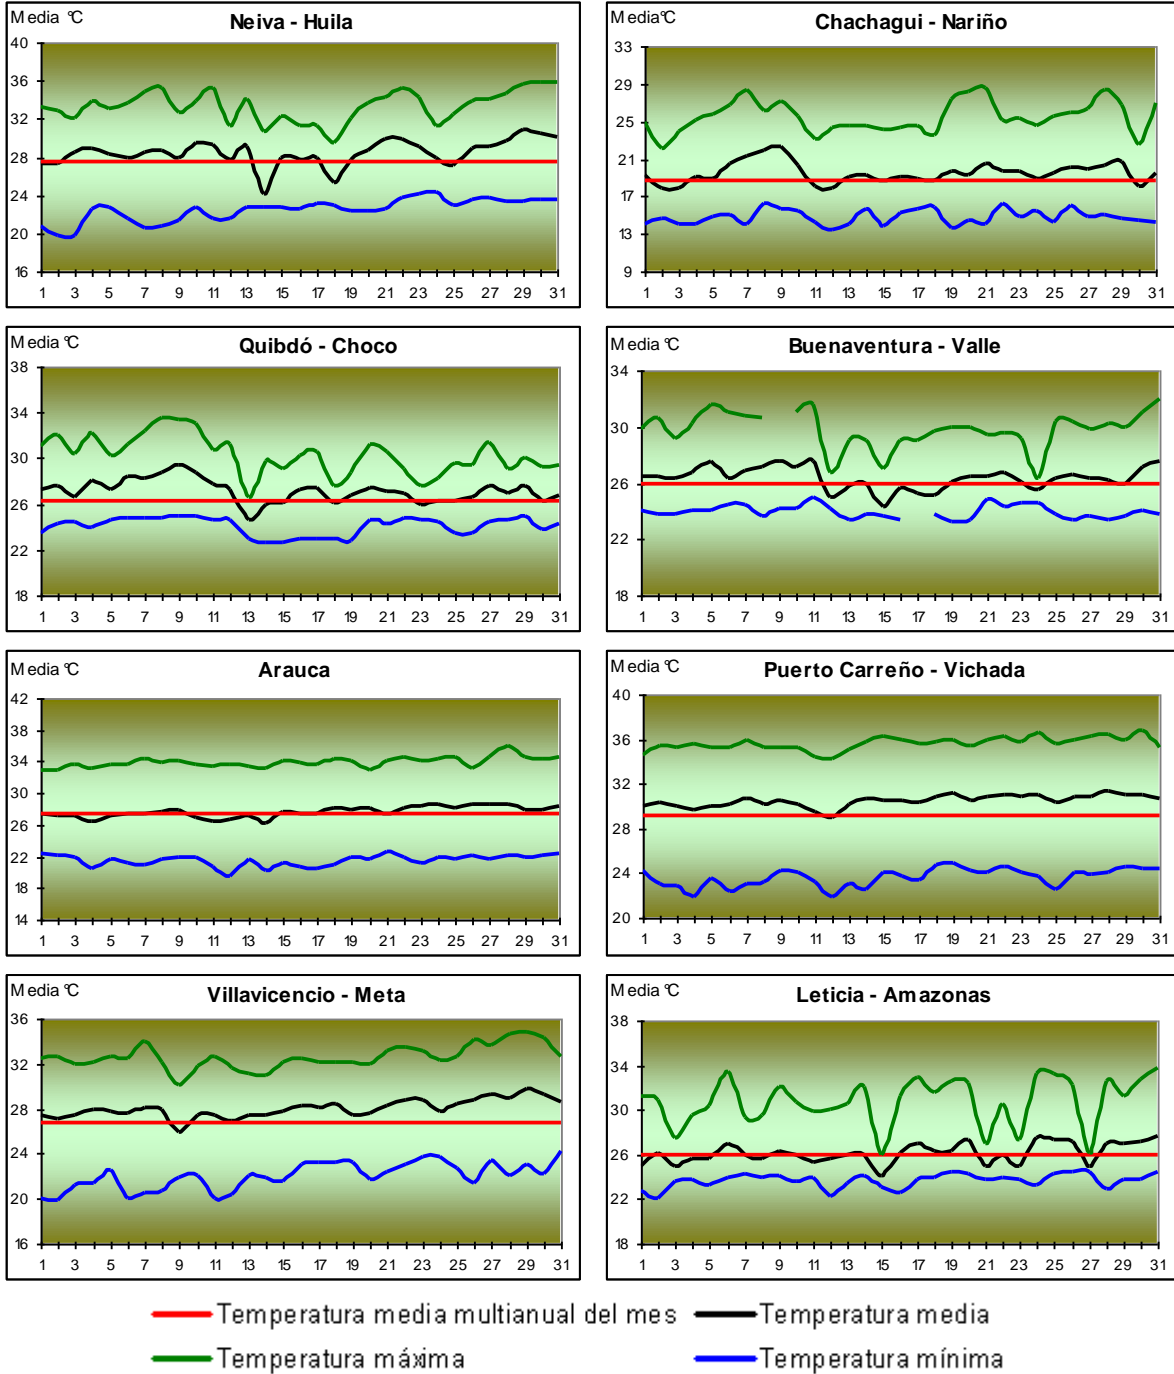 Media ºC
Neiva - Huila
40
36
32
28
24
20
16
1 3 5 7 9 11 13 15 17 19 21 23 25 27 29 31
Media ºC
Chachagui - Nariño
33
29
25
21
17
13
9
1 3 5 7 9 11 13 15 17 19 21 23 25 27 29 31
Media ºC
Quibdó - Choco
38
34
30
26
22
18
1 3 5 7 9 11 13 15 17 19 21 23 25 27 29 31
Media ºC
Buenaventura - Valle
34
30
26
22
18
1 3 5 7 9 11 13 15 17 19 21 23 25 27 29 31
Media ºC
Arauca
42
38
34
30
26
22
18
14
1 3 5 7 9 11 13 15 17 19 21 23 25 27 29 31
Media ºC
Puerto Carreño - Vichada
40
36
32
28
24
20
1 3 5 7 9 11 13 15 17 19 21 23 25 27 29 31
Media ºC
Villavicencio - Meta
36
32
28
24
20
16
1 3 5 7 9 11 13 15 17 19 21 23 25 27 29 31
Media ºC
Leticia - Amazonas
38
34
30
26
22
18
1 3 5 7 9 11 13 15 17 19 21 23 25 27 29 31
Temperatura media multianual del mes
Temperatura media
Temperatura máxima
Temperatura mínima